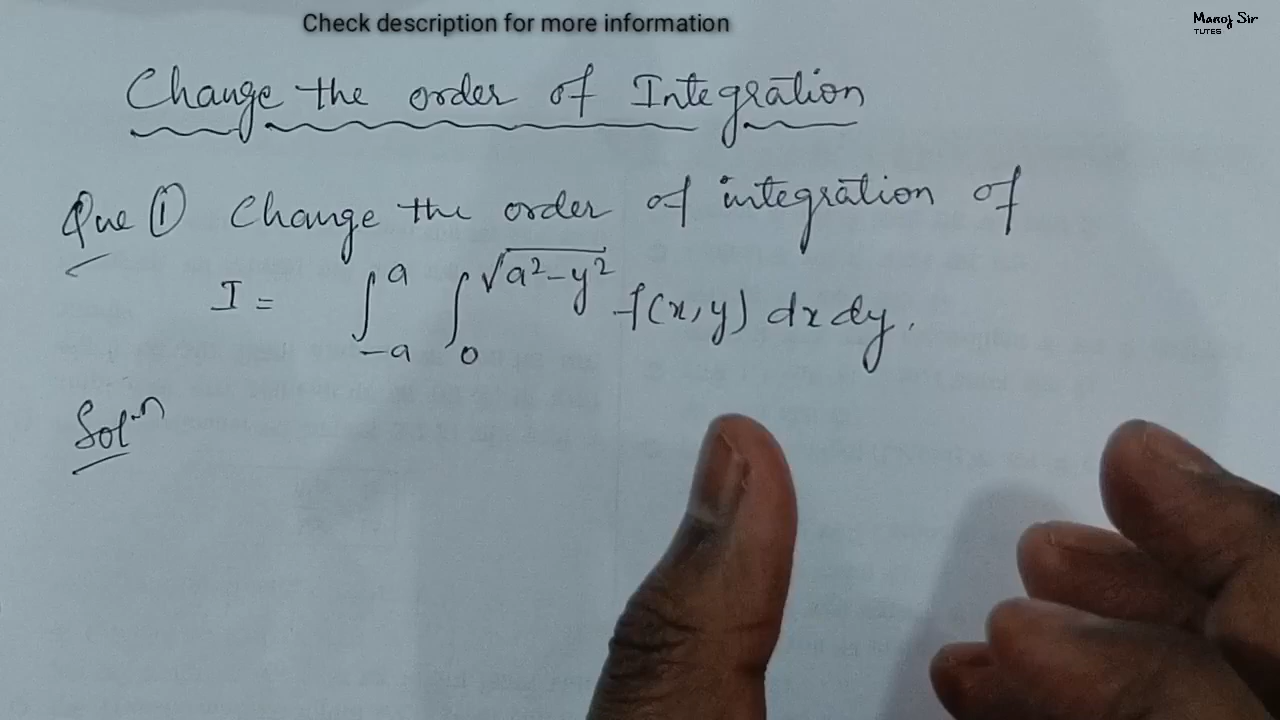 Check description for more information
Manoj Sir
TUTES
Change the order of Integration
Que ① Change the order of integration of
I = ∫_{-a}^{a} ∫_{0}^{√(a²-y²)} f(x,y) dx dy.
Solⁿ